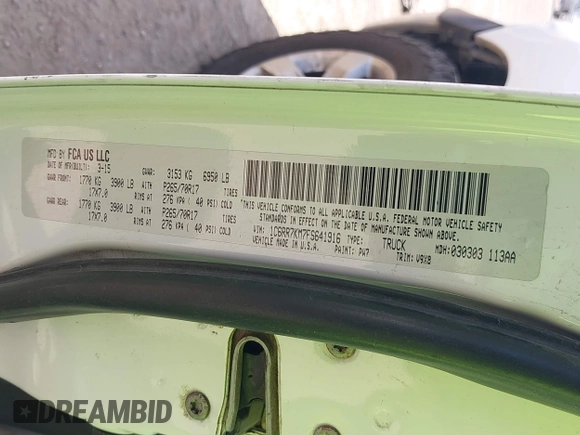 MFD BY FCA US LLC
DATE OF MFR(BUILT): 3-15 GVWR: 3153 KG 6950 LB
GAWR FRONT: 1770 KG 3900 LB WITH P265/70R17 TIRES
17X7.0 RIMS AT 276 KPA ( 40 PSI) COLD
GAWR REAR: 1770 KG 3900 LB WITH P265/70R17 TIRES
17X7.0 RIMS AT 276 KPA ( 40 PSI) COLD
THIS VEHICLE CONFORMS TO ALL APPLICABLE U.S.A. FEDERAL MOTOR VEHICLE SAFETY
STANDARDS IN EFFECT ON THE DATE OF MANUFACTURE SHOWN ABOVE.
VIN: 1C6RR7KM7FS641916 TYPE: TRUCK
MADE IN U.S.A. PAINT: PW7 TRIM: V9X8 MDH: 030303 113AA
DREAMBID